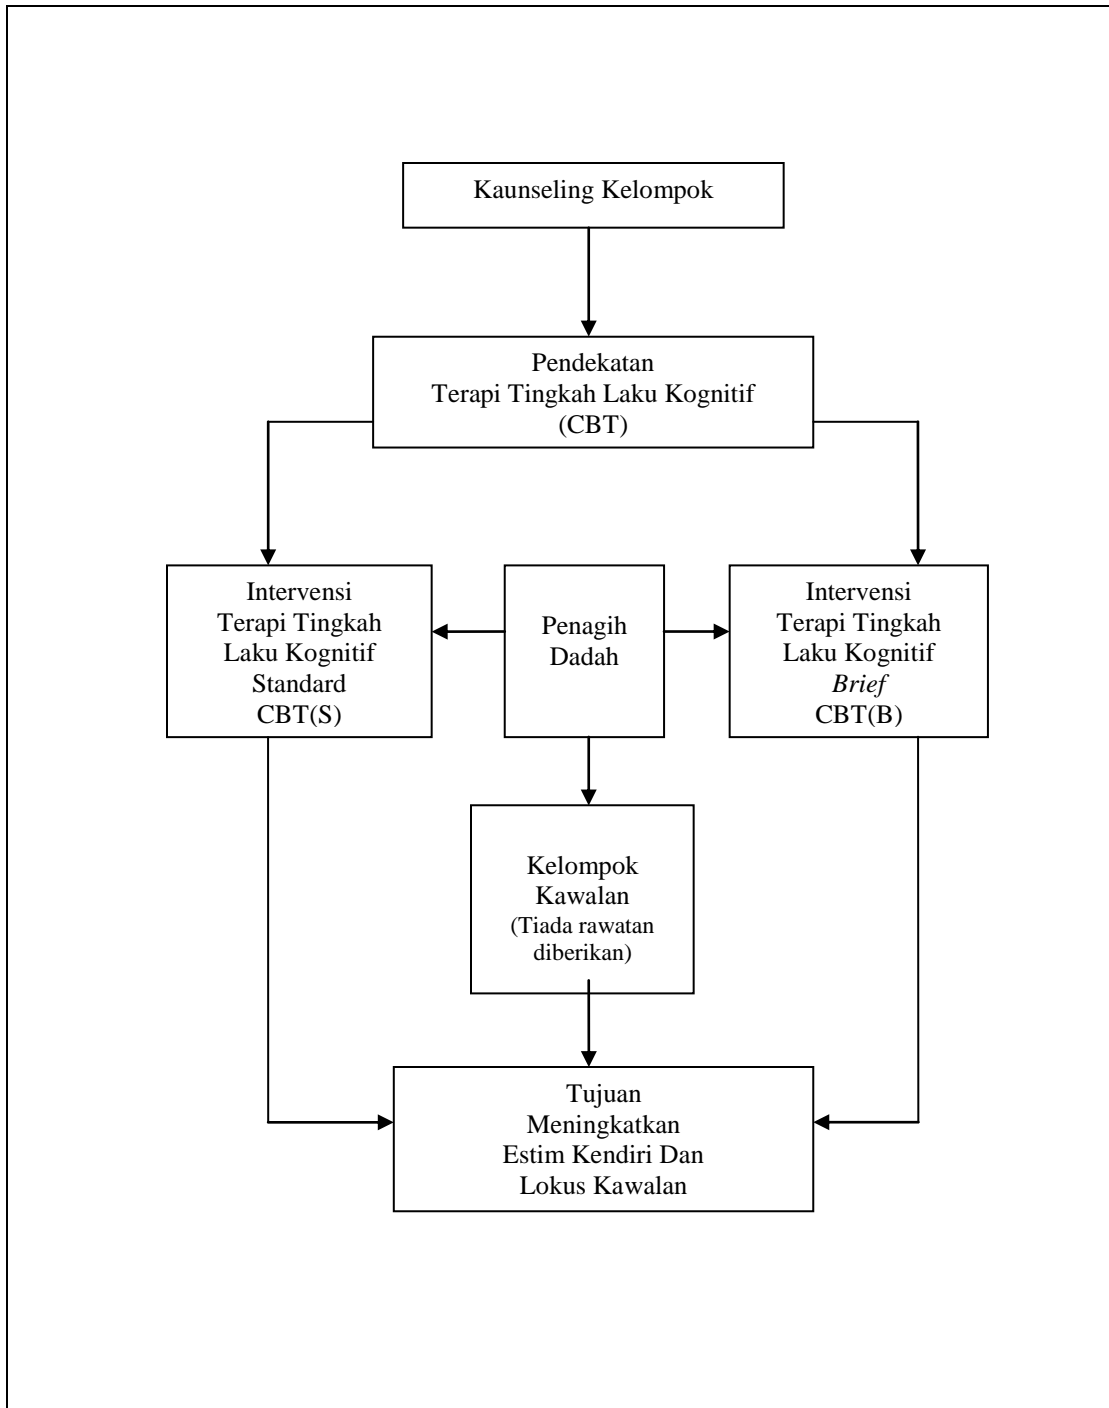 Kaunseling Kelompok
Pendekatan
Terapi Tingkah Laku Kognitif
(CBT)
Intervensi
Terapi Tingkah
Laku Kognitif
Standard
CBT(S)
Penagih
Dadah
Intervensi
Terapi Tingkah
Laku Kognitif
Brief
CBT(B)
Kelompok
Kawalan
(Tiada rawatan
diberikan)
Tujuan
Meningkatkan
Estim Kendiri Dan
Lokus Kawalan